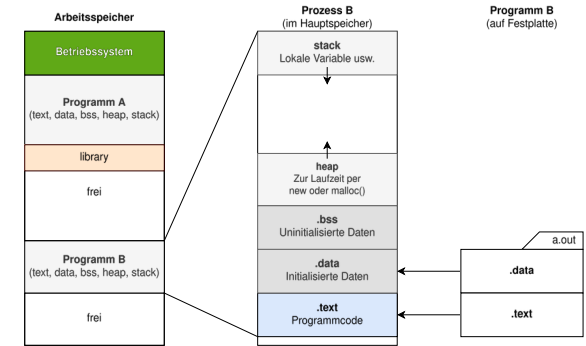 Arbeitsspeicher
Betriebssystem
Programm A
(text, data, bss, heap, stack)
library
frei
Programm B
(text, data, bss, heap, stack)
frei
Prozess B
(im Hauptspeicher)
stack
Lokale Variable usw.
heap
Zur Laufzeit per
new oder malloc()
.bss
Uninitialisierte Daten
.data
Initialisierte Daten
.text
Programmcode
Programm B
(auf Festplatte)
a.out
.data
.text